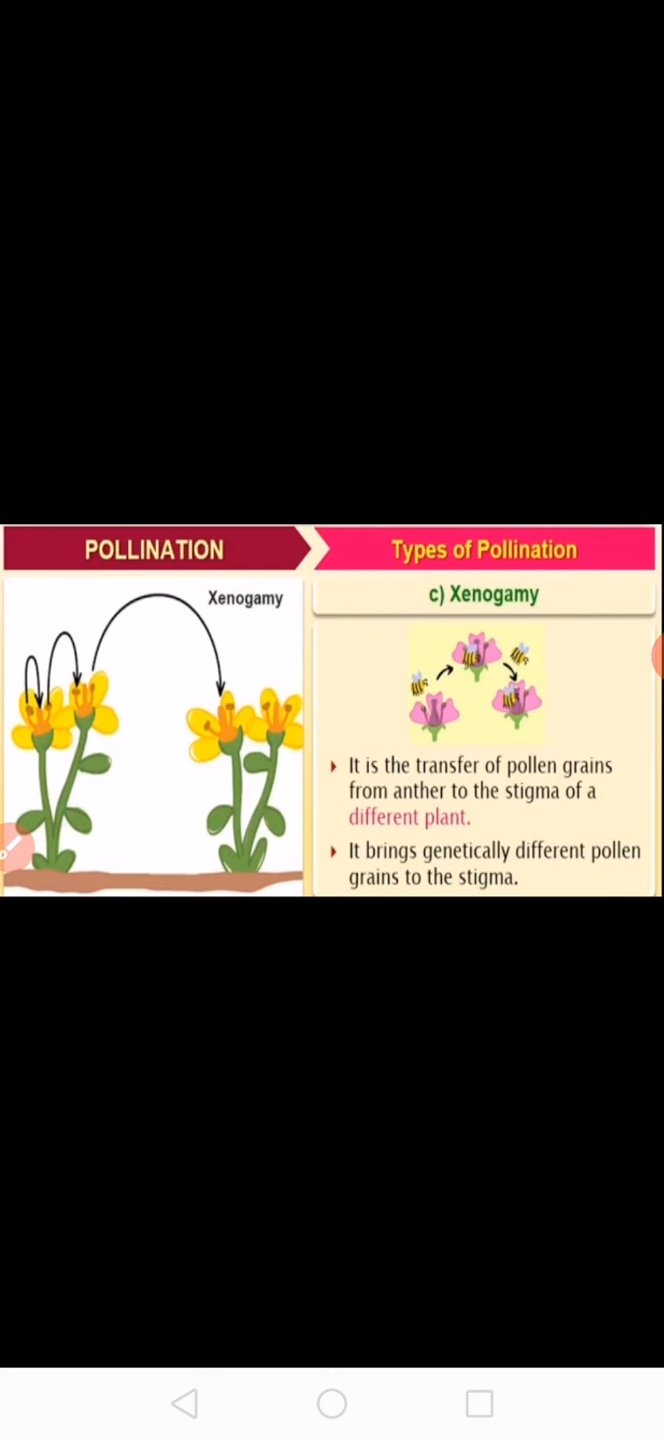 POLLINATION
Types of Pollination
Xenogamy
c) Xenogamy
‣ It is the transfer of pollen grains
from anther to the stigma of a
different plant.
‣ It brings genetically different pollen
grains to the stigma.